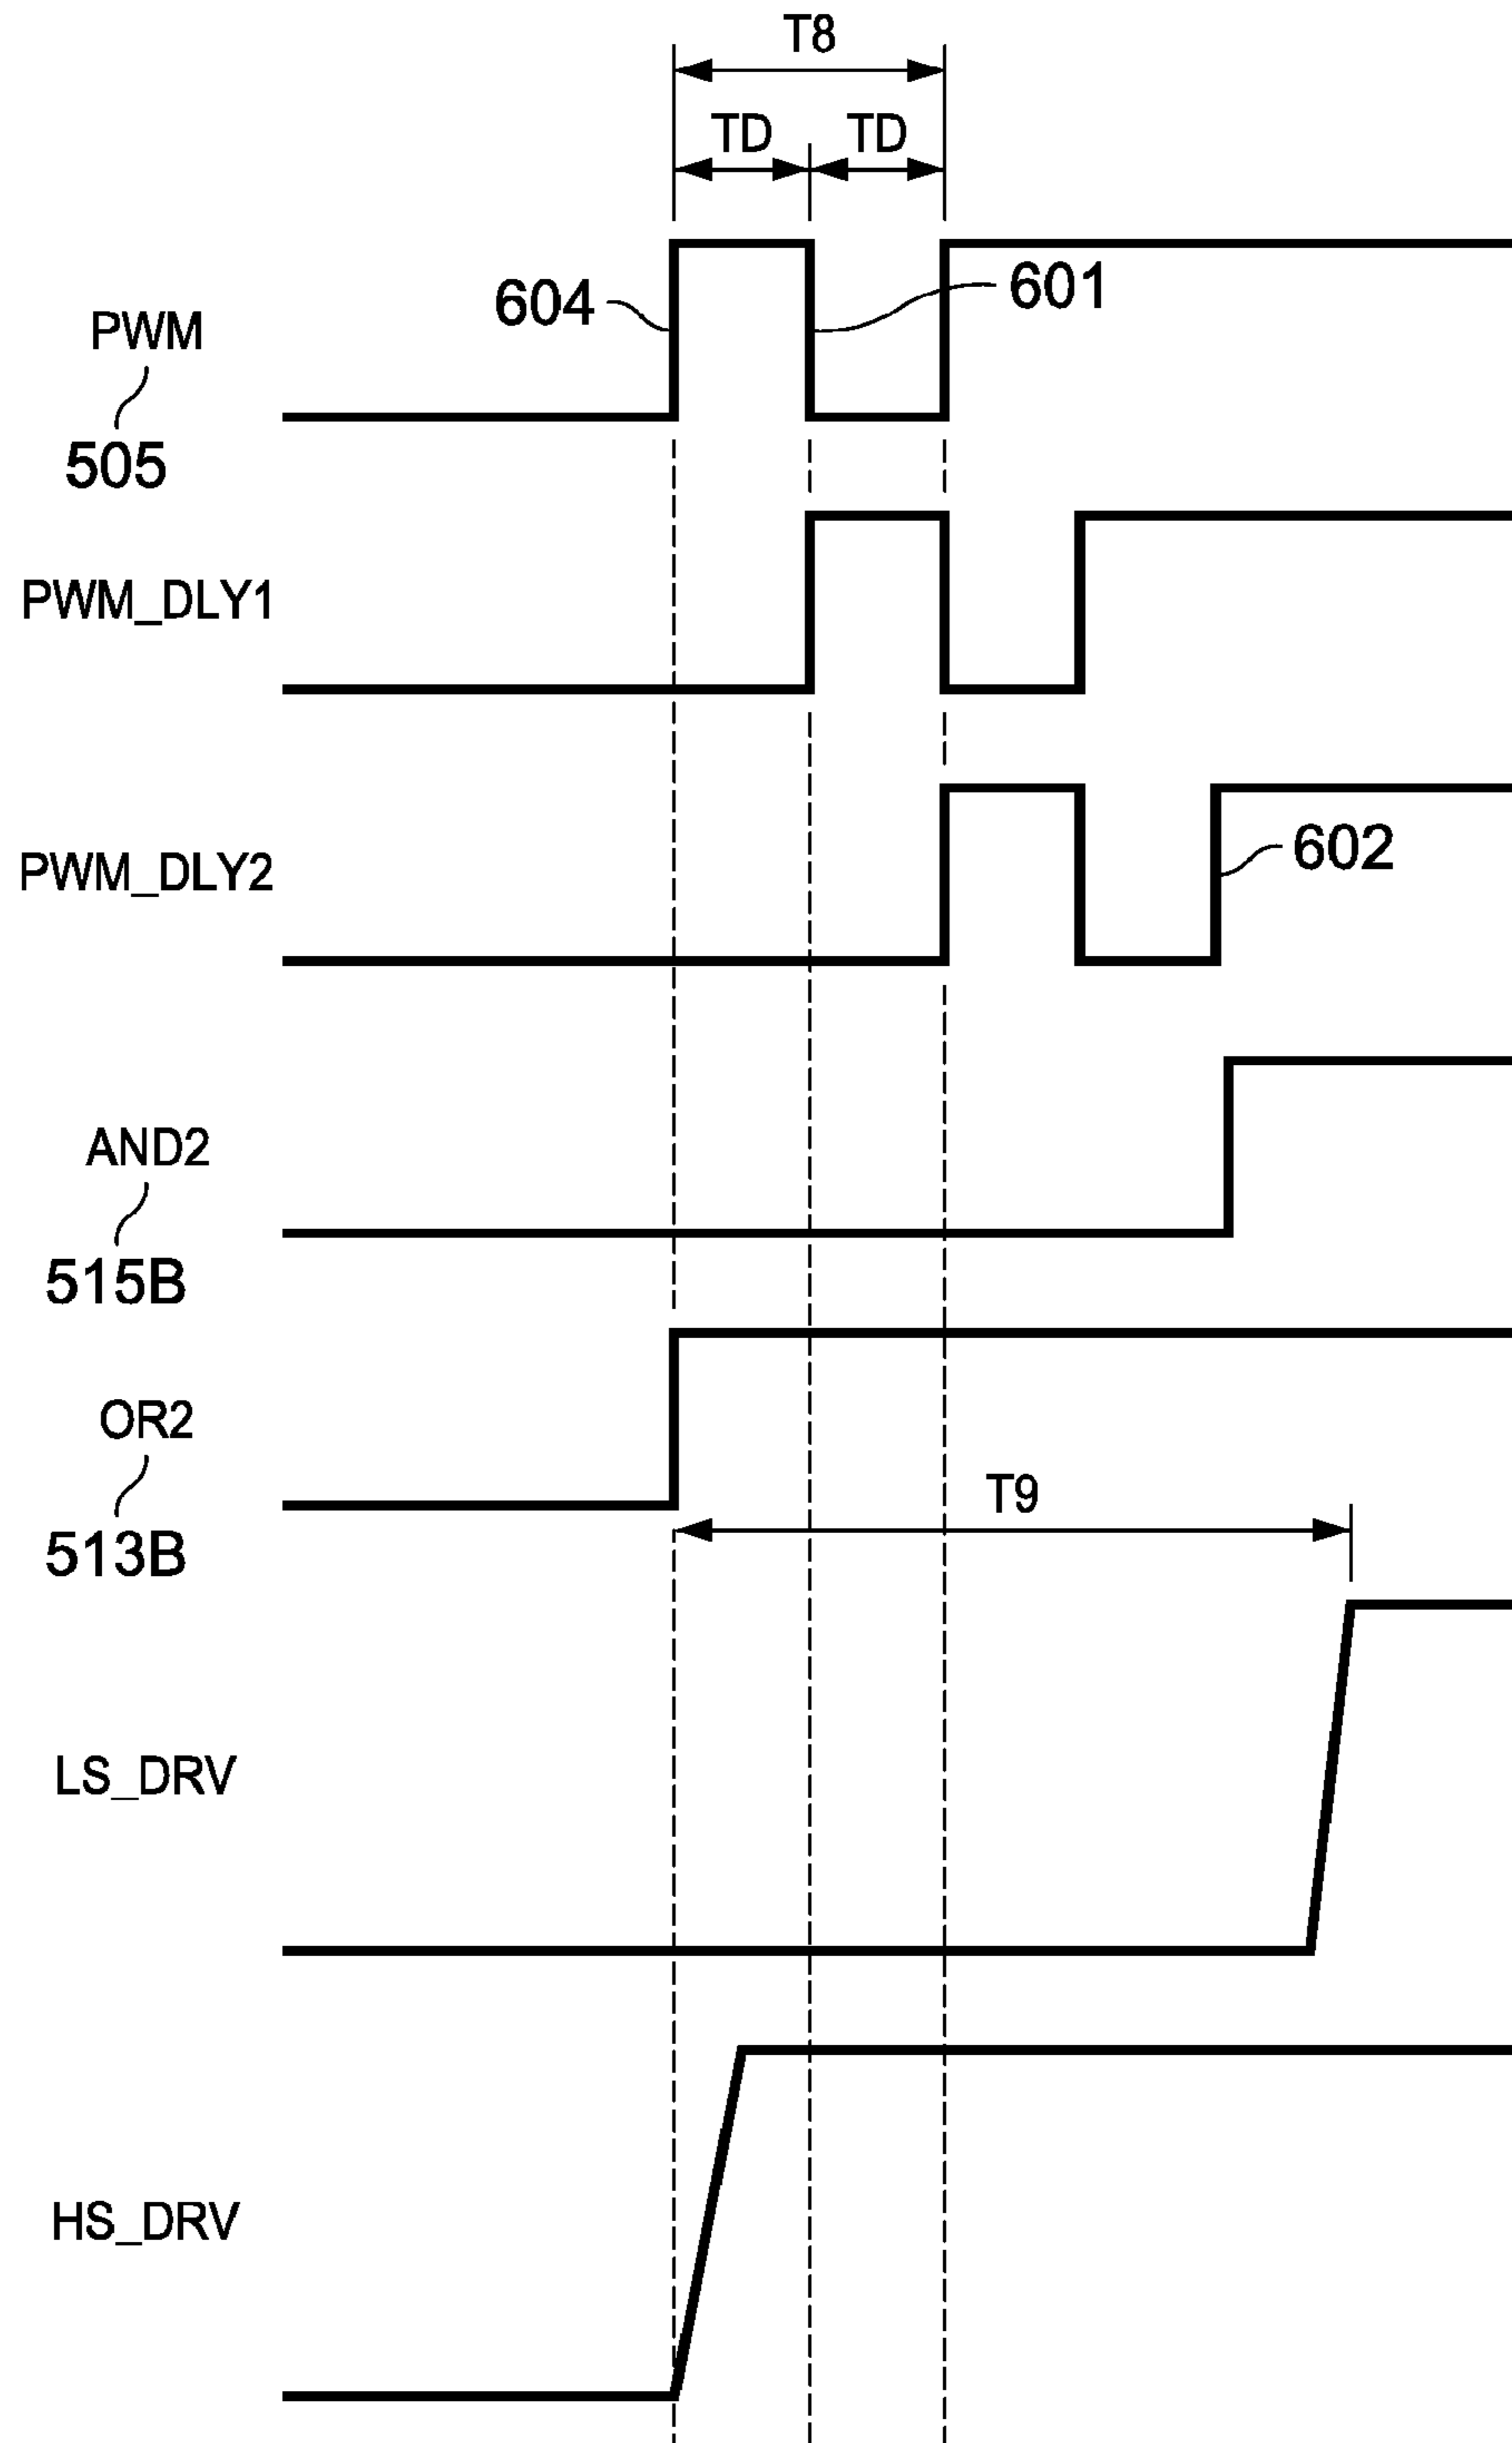 T8
TD TD
604
601
PWM
505
PWM_DLY1
PWM_DLY2
602
AND2
515B
OR2
513B
T9
LS_DRV
HS_DRV